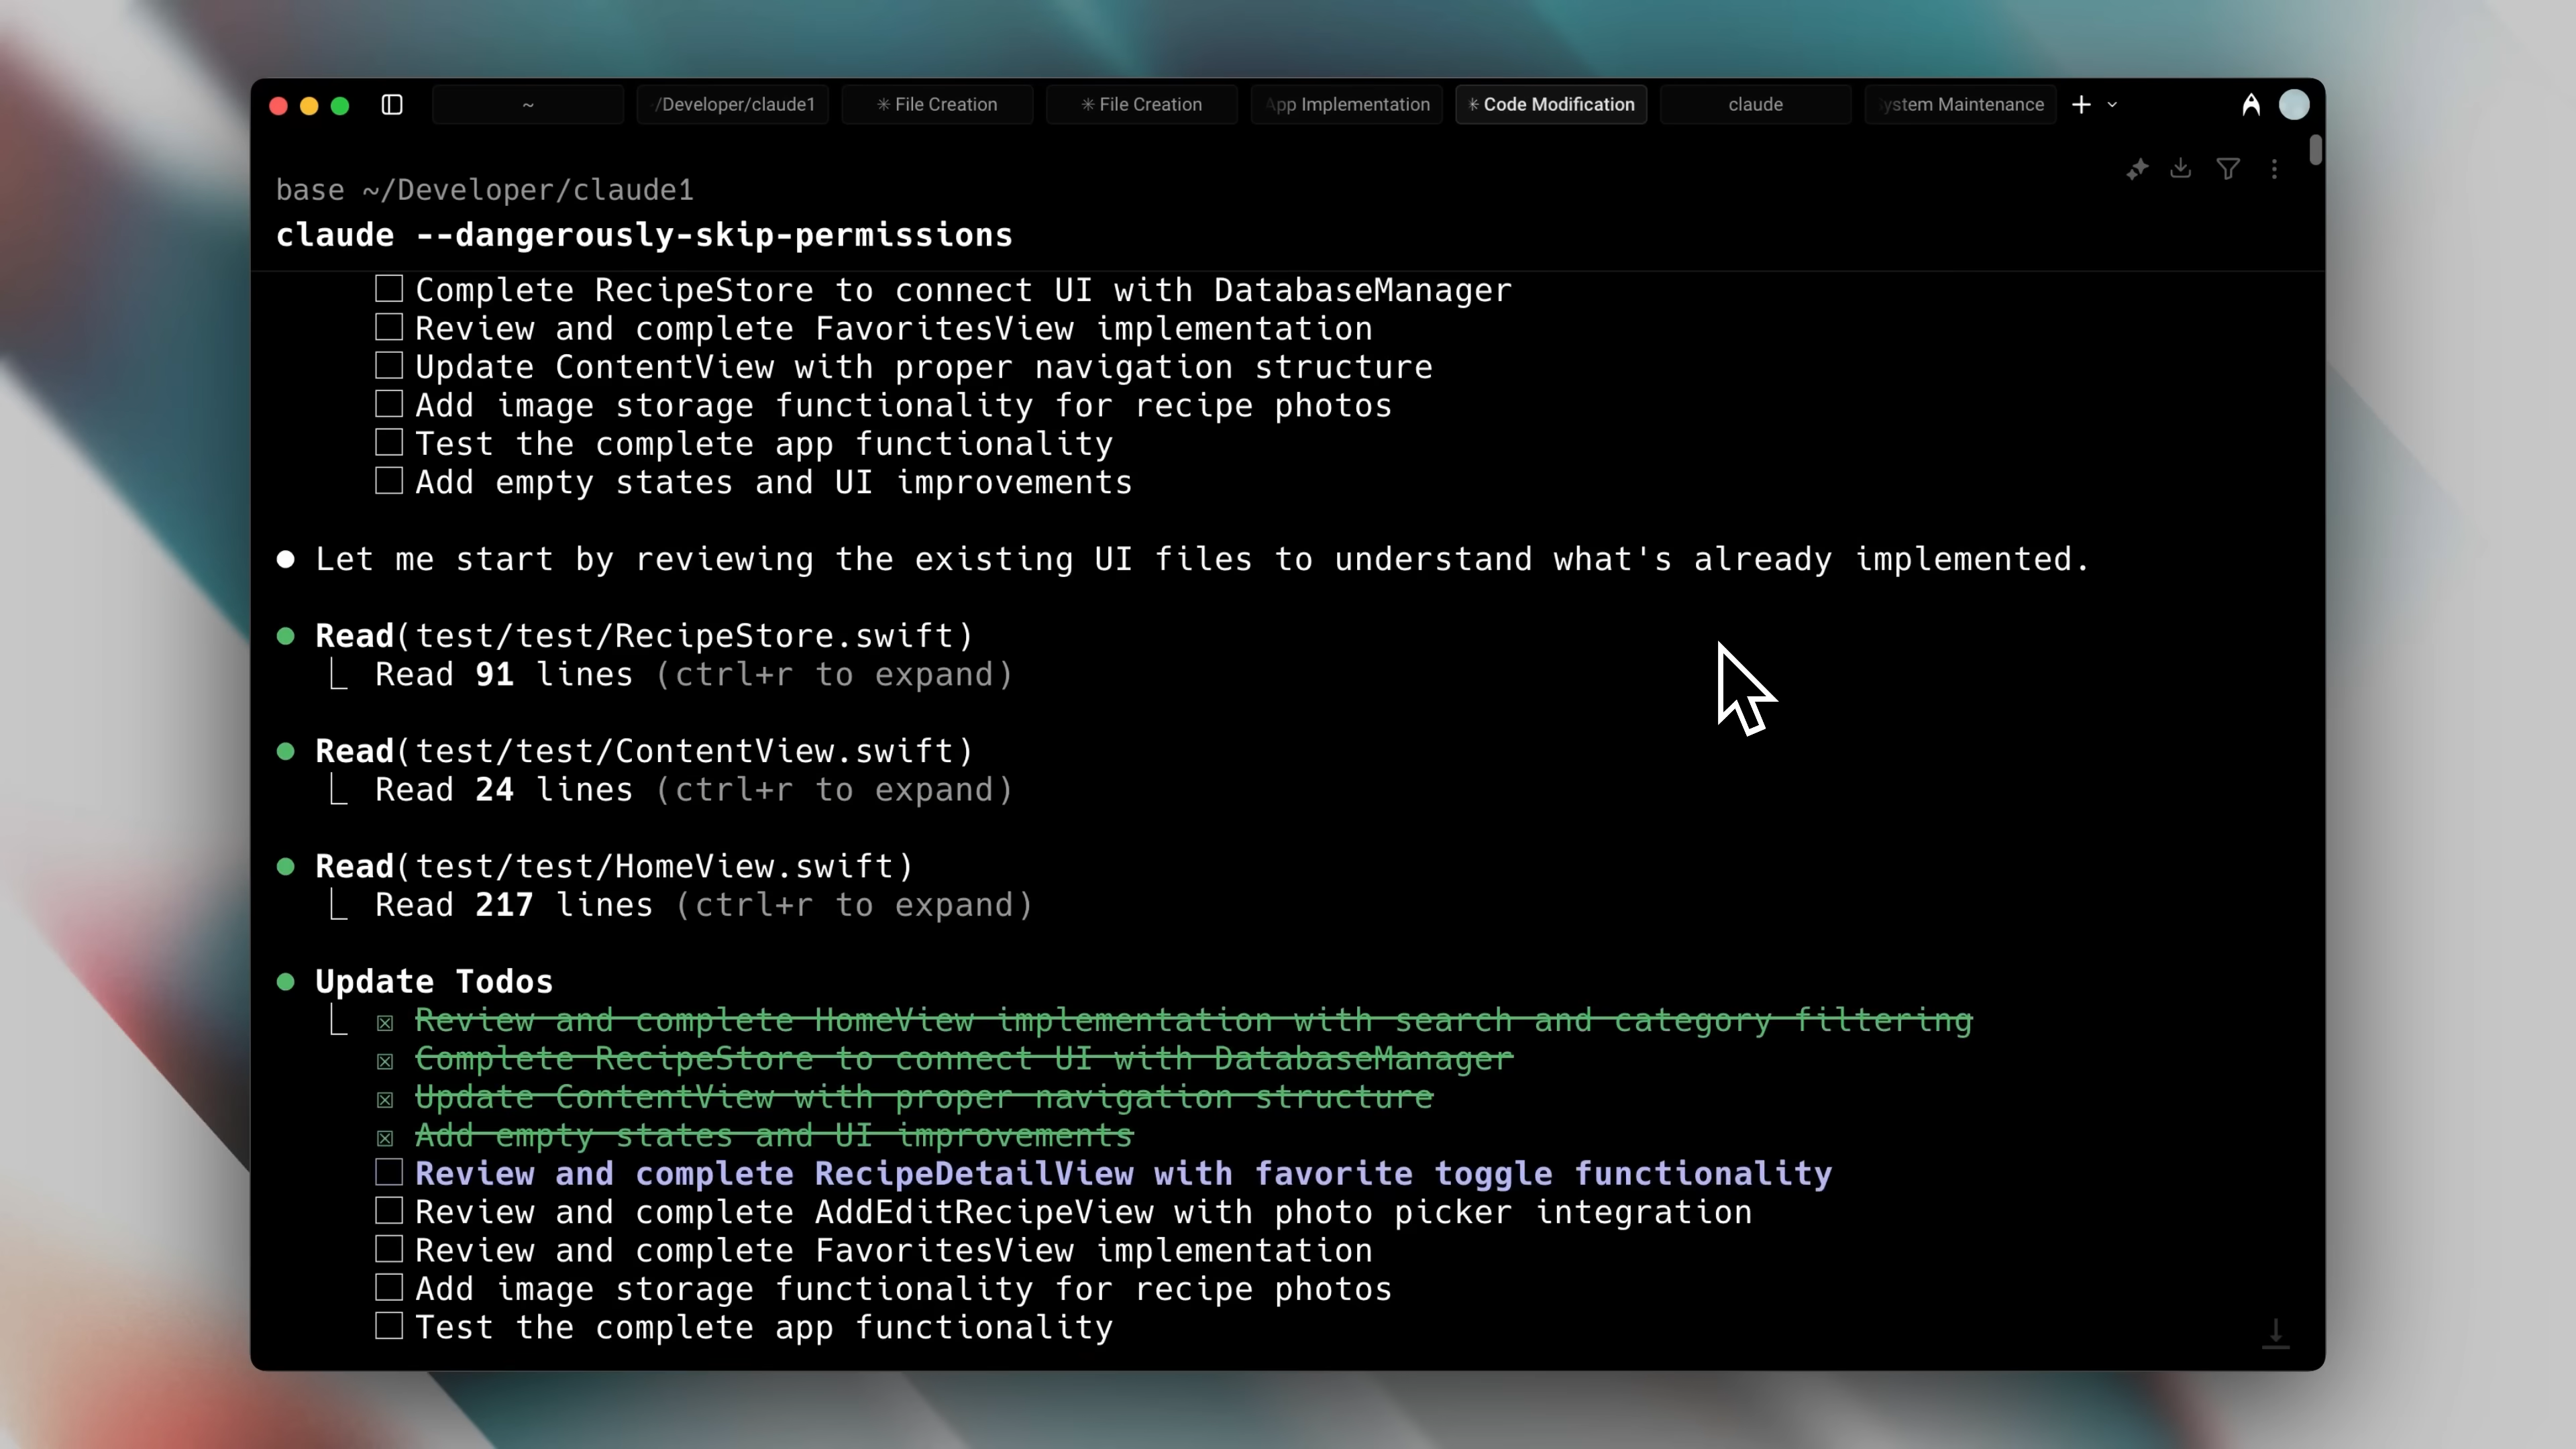 ~
/Developer/claude1
✳ File Creation
✳ File Creation
App Implementation
✳ Code Modification
claude
ystem Maintenance
base ~/Developer/claude1
claude --dangerously-skip-permissions
☐ Complete RecipeStore to connect UI with DatabaseManager
☐ Review and complete FavoritesView implementation
☐ Update ContentView with proper navigation structure
☐ Add image storage functionality for recipe photos
☐ Test the complete app functionality
☐ Add empty states and UI improvements
● Let me start by reviewing the existing UI files to understand what's already implemented.
● Read(test/test/RecipeStore.swift)
⎿ Read 91 lines (ctrl+r to expand)
● Read(test/test/ContentView.swift)
⎿ Read 24 lines (ctrl+r to expand)
● Read(test/test/HomeView.swift)
⎿ Read 217 lines (ctrl+r to expand)
● Update Todos
⎿ ☒ Review and complete HomeView implementation with search and category filtering
☒ Complete RecipeStore to connect UI with DatabaseManager
☒ Update ContentView with proper navigation structure
☒ Add empty states and UI improvements
☐ Review and complete RecipeDetailView with favorite toggle functionality
☐ Review and complete AddEditRecipeView with photo picker integration
☐ Review and complete FavoritesView implementation
☐ Add image storage functionality for recipe photos
☐ Test the complete app functionality